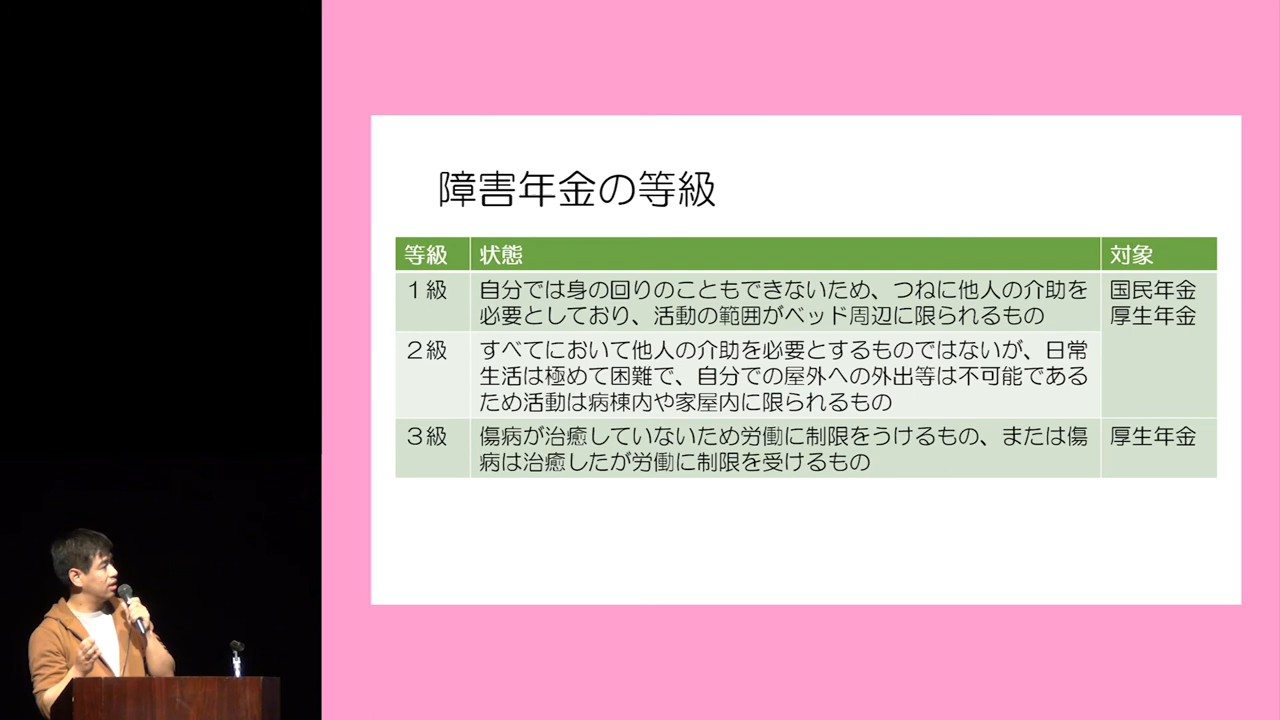 障害年金の等級
等級 状態 対象
1級 自分では身の回りのこともできないため、つねに他人の介助を 国民年金
必要としており、活動の範囲がベッド周辺に限られるもの 厚生年金
2級 すべてにおいて他人の介助を必要とするものではないが、日常
生活は極めて困難で、自分での屋外への外出等は不可能である
ため活動は病棟内や家屋内に限られるもの
3級 傷病が治癒していないため労働に制限をうけるもの、または傷 厚生年金
病は治癒したが労働に制限を受けるもの